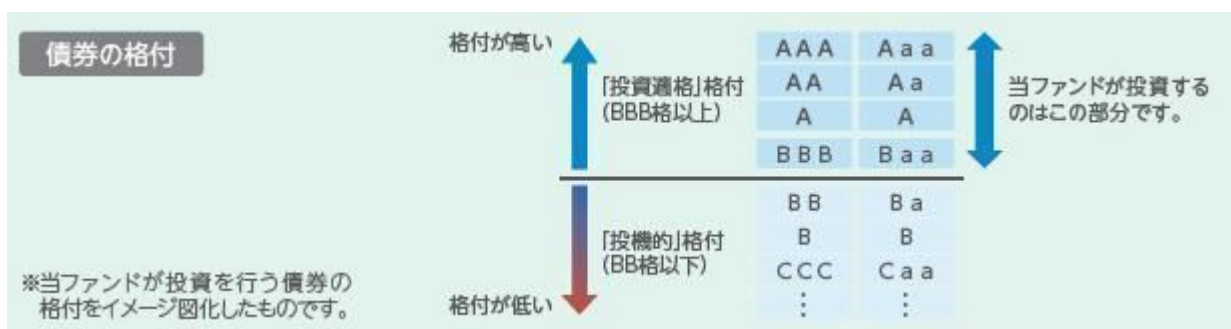 債券の格付
格付が高い
「投資適格」格付
(BBB格以上)
AAA Aaa
AA Aa
A A
BBB Baa
当ファンドが投資する
のはこの部分です。
「投機的」格付
(BB格以下)
BB Ba
B B
CCC Caa
⋮ ⋮
格付が低い
※当ファンドが投資を行う債券の
格付をイメージ図化したものです。